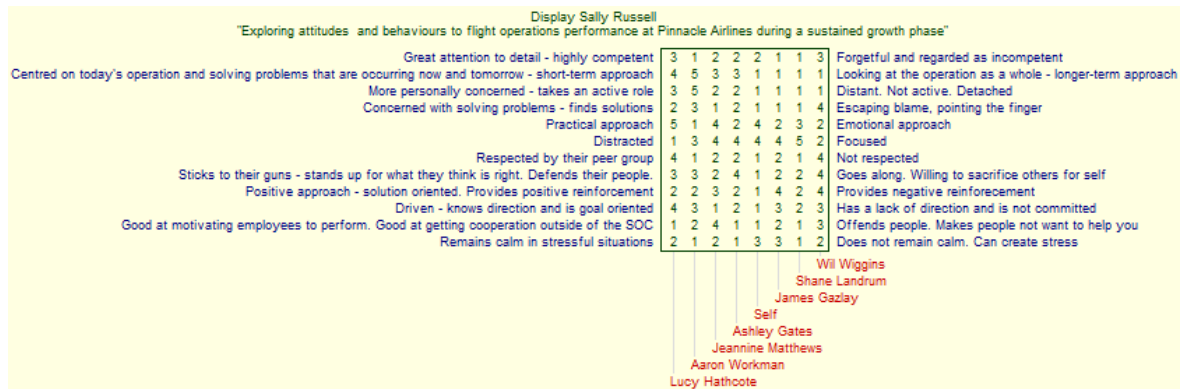 Display Sally Russell
"Exploring attitudes and behaviours to flight operations performance at Pinnacle Airlines during a sustained growth phase"
Great attention to detail - highly competent 3 1 2 2 2 1 1 3 Forgetful and regarded as incompetent
Centred on today's operation and solving problems that are occurring now and tomorrow - short-term approach 4 5 3 3 1 1 1 1 Looking at the operation as a whole - longer-term approach
More personally concerned - takes an active role 3 5 2 2 1 1 1 1 Distant. Not active. Detached
Concerned with solving problems - finds solutions 2 3 1 2 1 1 1 4 Escaping blame, pointing the finger
Practical approach 5 1 4 2 4 2 3 2 Emotional approach
Distracted 1 3 4 4 4 4 5 2 Focused
Respected by their peer group 4 1 2 2 1 2 1 4 Not respected
Sticks to their guns - stands up for what they think is right. Defends their people. 3 3 2 4 1 2 2 4 Goes along. Willing to sacrifice others for self
Positive approach - solution oriented. Provides positive reinforcement 2 2 3 2 1 4 2 4 Provides negative reinforecement
Driven - knows direction and is goal oriented 4 3 1 2 1 3 2 3 Has a lack of direction and is not committed
Good at motivating employees to perform. Good at getting cooperation outside of the SOC 1 2 4 1 1 2 1 3 Offends people. Makes people not want to help you
Remains calm in stressful situations 2 1 2 1 3 3 1 2 Does not remain calm. Can create stress
Wil Wiggins
Shane Landrum
James Gazlay
Self
Ashley Gates
Jeannine Matthews
Aaron Workman
Lucy Hathcote